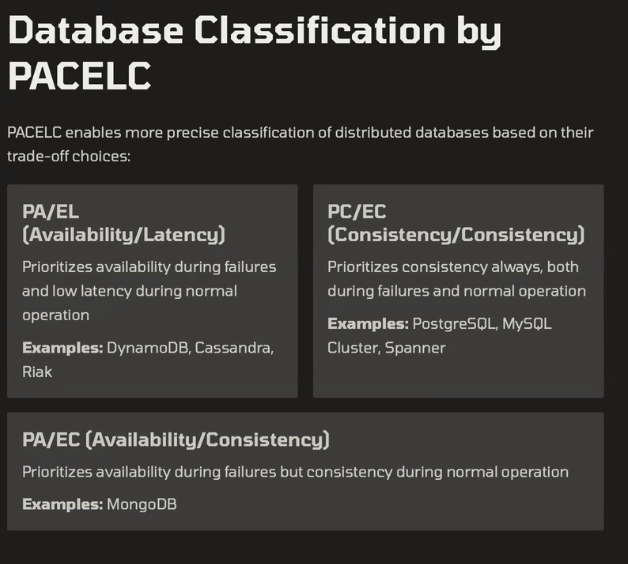 Database Classification by
PACELC
PACELC enables more precise classification of distributed databases based on their
trade-off choices:
PA/EL
(Availability/Latency)
Prioritizes availability during failures
and low latency during normal
operation
Examples: DynamoDB, Cassandra,
Riak
PC/EC
(Consistency/Consistency)
Prioritizes consistency always, both
during failures and normal operation
Examples: PostgreSQL, MySQL
Cluster, Spanner
PA/EC (Availability/Consistency)
Prioritizes availability during failures but consistency during normal operation
Examples: MongoDB